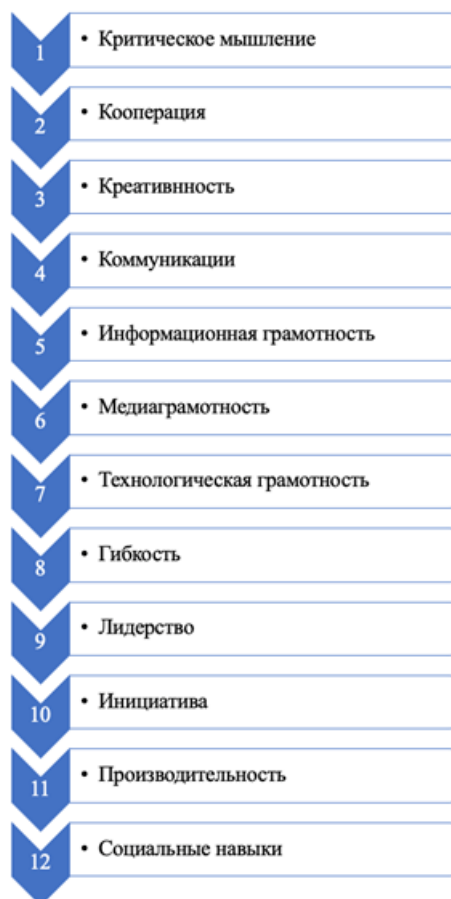 1
• Критическое мышление
2
• Кооперация
3
• Креативнность
4
• Коммуникации
5
• Информационная грамотность
6
• Медиаграмотность
7
• Технологическая грамотность
8
• Гибкость
9
• Лидерство
10
• Инициатива
11
• Производительность
12
• Социальные навыки